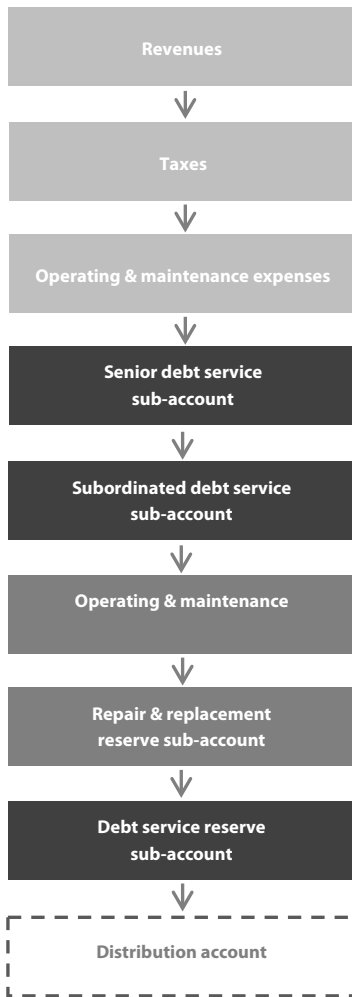 Revenues
Taxes
Operating & maintenance expenses
Senior debt service
sub-account
Subordinated debt service
sub-account
Operating & maintenance
Repair & replacement
reserve sub-account
Debt service reserve
sub-account
Distribution account